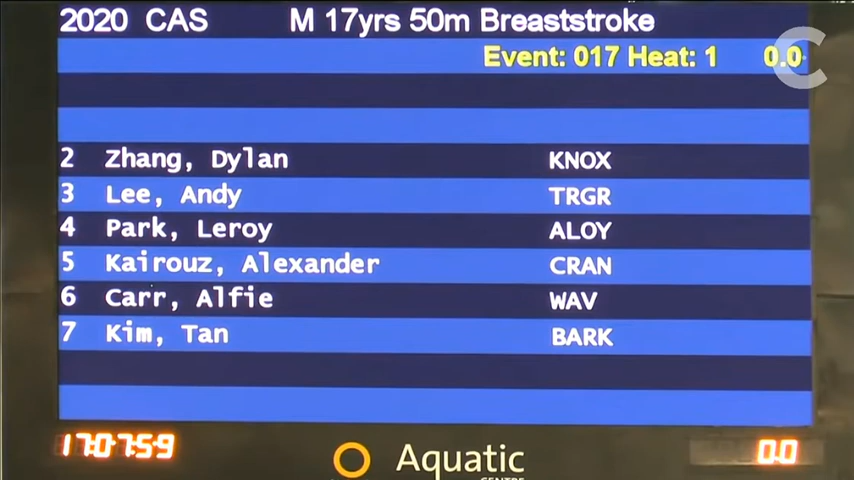 2020 CAS M 17yrs 50m Breaststroke
Event: 017 Heat: 1 0.0
C
2 Zhang, Dylan KNOX
3 Lee, Andy TRGR
4 Park, Leroy ALOY
5 Kairouz, Alexander CRAN
6 Carr, Alfie WAV
7 Kim, Tan BARK
17:07:59 0.0
Aquatic
CENTRE